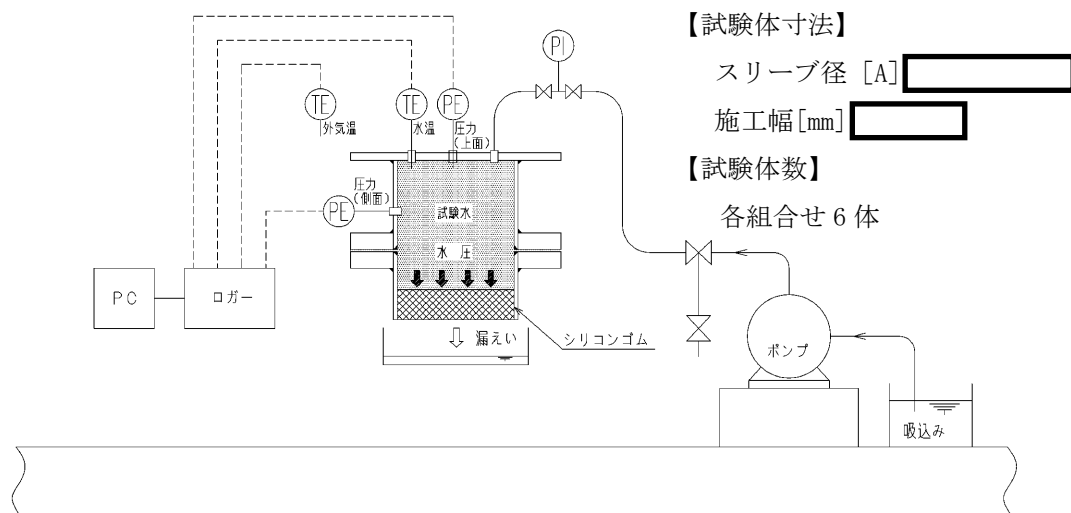 【試験体寸法】
スリーブ径 [A]
施工幅[mm]
【試験体数】
各組合せ6体
PI
TE
外気温
TE
水温
PE
圧力
(上面)
圧力
(側面)
PE
試験水
水 圧
PC
ロガー
漏えい
シリコンゴム
ポンプ
吸込み